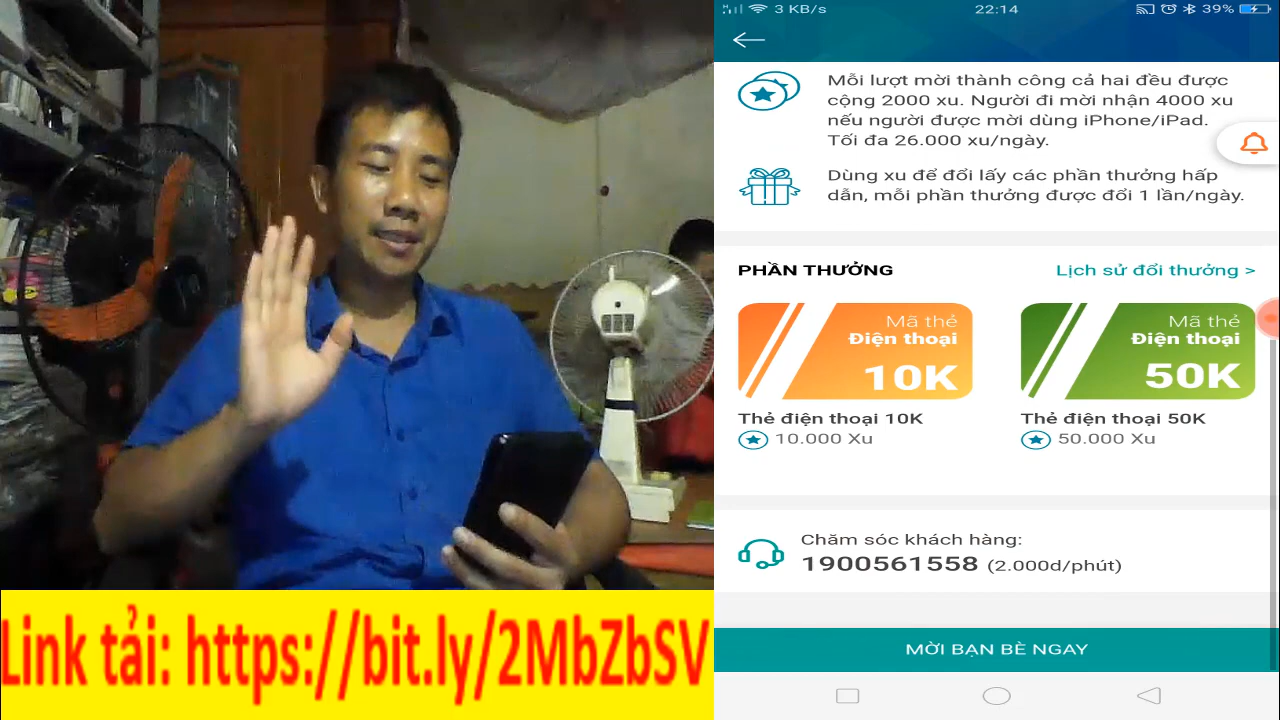 3 KB/s
22:14
39%
Mỗi lượt mời thành công cả hai đều được
cộng 2000 xu. Người đi mời nhận 4000 xu
nếu người được mời dùng iPhone/iPad.
Tối đa 26.000 xu/ngày.
Dùng xu để đổi lấy các phần thưởng hấp
dẫn, mỗi phần thưởng được đổi 1 lần/ngày.
PHẦN THƯỞNG
Lịch sử đổi thưởng >
Mã thẻ
Điện thoại
10K
Thẻ điện thoại 10K
10.000 Xu
Mã thẻ
Điện thoại
50K
Thẻ điện thoại 50K
50.000 Xu
Chăm sóc khách hàng:
1900561558 (2.000d/phút)
MỜI BẠN BÈ NGAY
Link tải: https://bit.ly/2MbZbSV